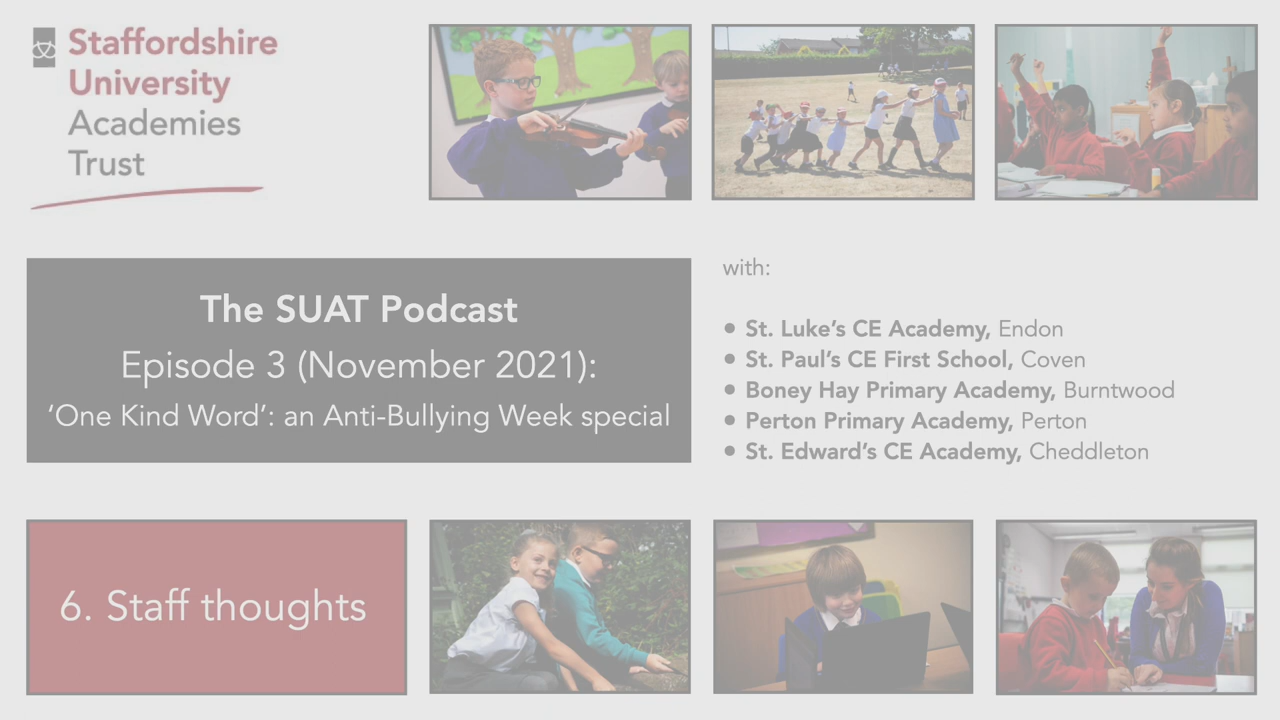 Staffordshire
University
Academies
Trust
The SUAT Podcast
Episode 3 (November 2021):
‘One Kind Word’: an Anti-Bullying Week special
with:
• St. Luke’s CE Academy, Endon
• St. Paul’s CE First School, Coven
• Boney Hay Primary Academy, Burntwood
• Perton Primary Academy, Perton
• St. Edward’s CE Academy, Cheddleton
6. Staff thoughts